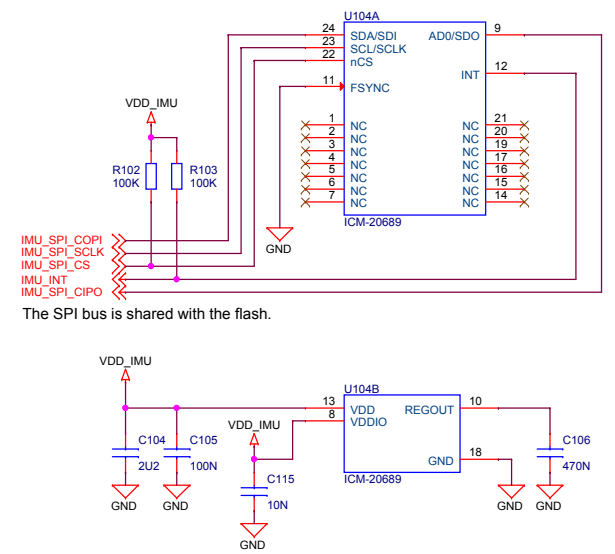 U104A
24 SDA/SDI AD0/SDO 9
23 SCL/SCLK
22 nCS
INT 12
11 FSYNC
VDD_IMU
1 NC NC 21
2 NC NC 20
3 NC NC 19
4 NC NC 17
5 NC NC 16
6 NC NC 15
7 NC NC 14
R102 R103
100K 100K
ICM-20689
GND
IMU_SPI_COPI
IMU_SPI_SCLK
IMU_SPI_CS
IMU_INT
IMU_SPI_CIPO
The SPI bus is shared with the flash.
VDD_IMU
U104B
13 VDD REGOUT 10
8 VDDIO
VDD_IMU
C104 C105 C106
2U2 100N 470N
GND 18
ICM-20689
C115
10N
GND GND GND GND
GND